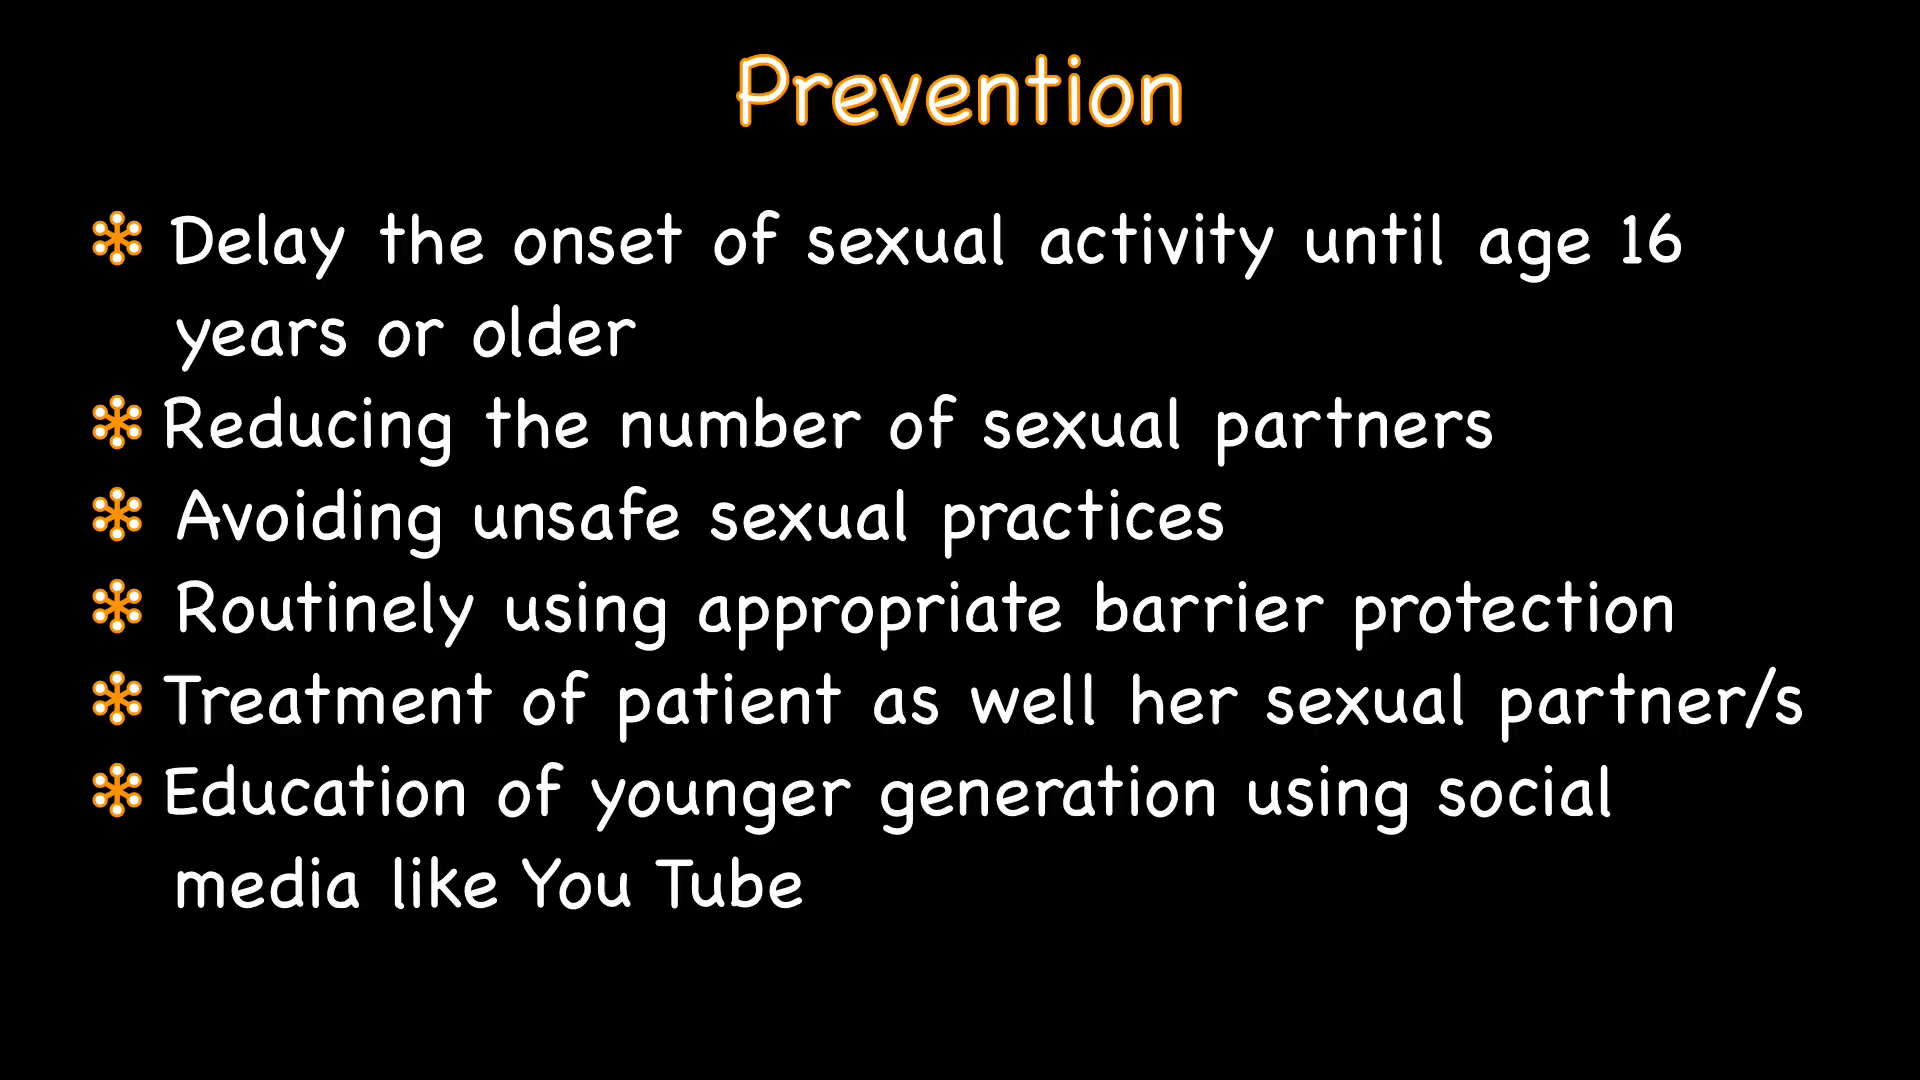 Prevention
Delay the onset of sexual activity until age 16
years or older
Reducing the number of sexual partners
Avoiding unsafe sexual practices
Routinely using appropriate barrier protection
Treatment of patient as well her sexual partner/s
Education of younger generation using social
media like You Tube